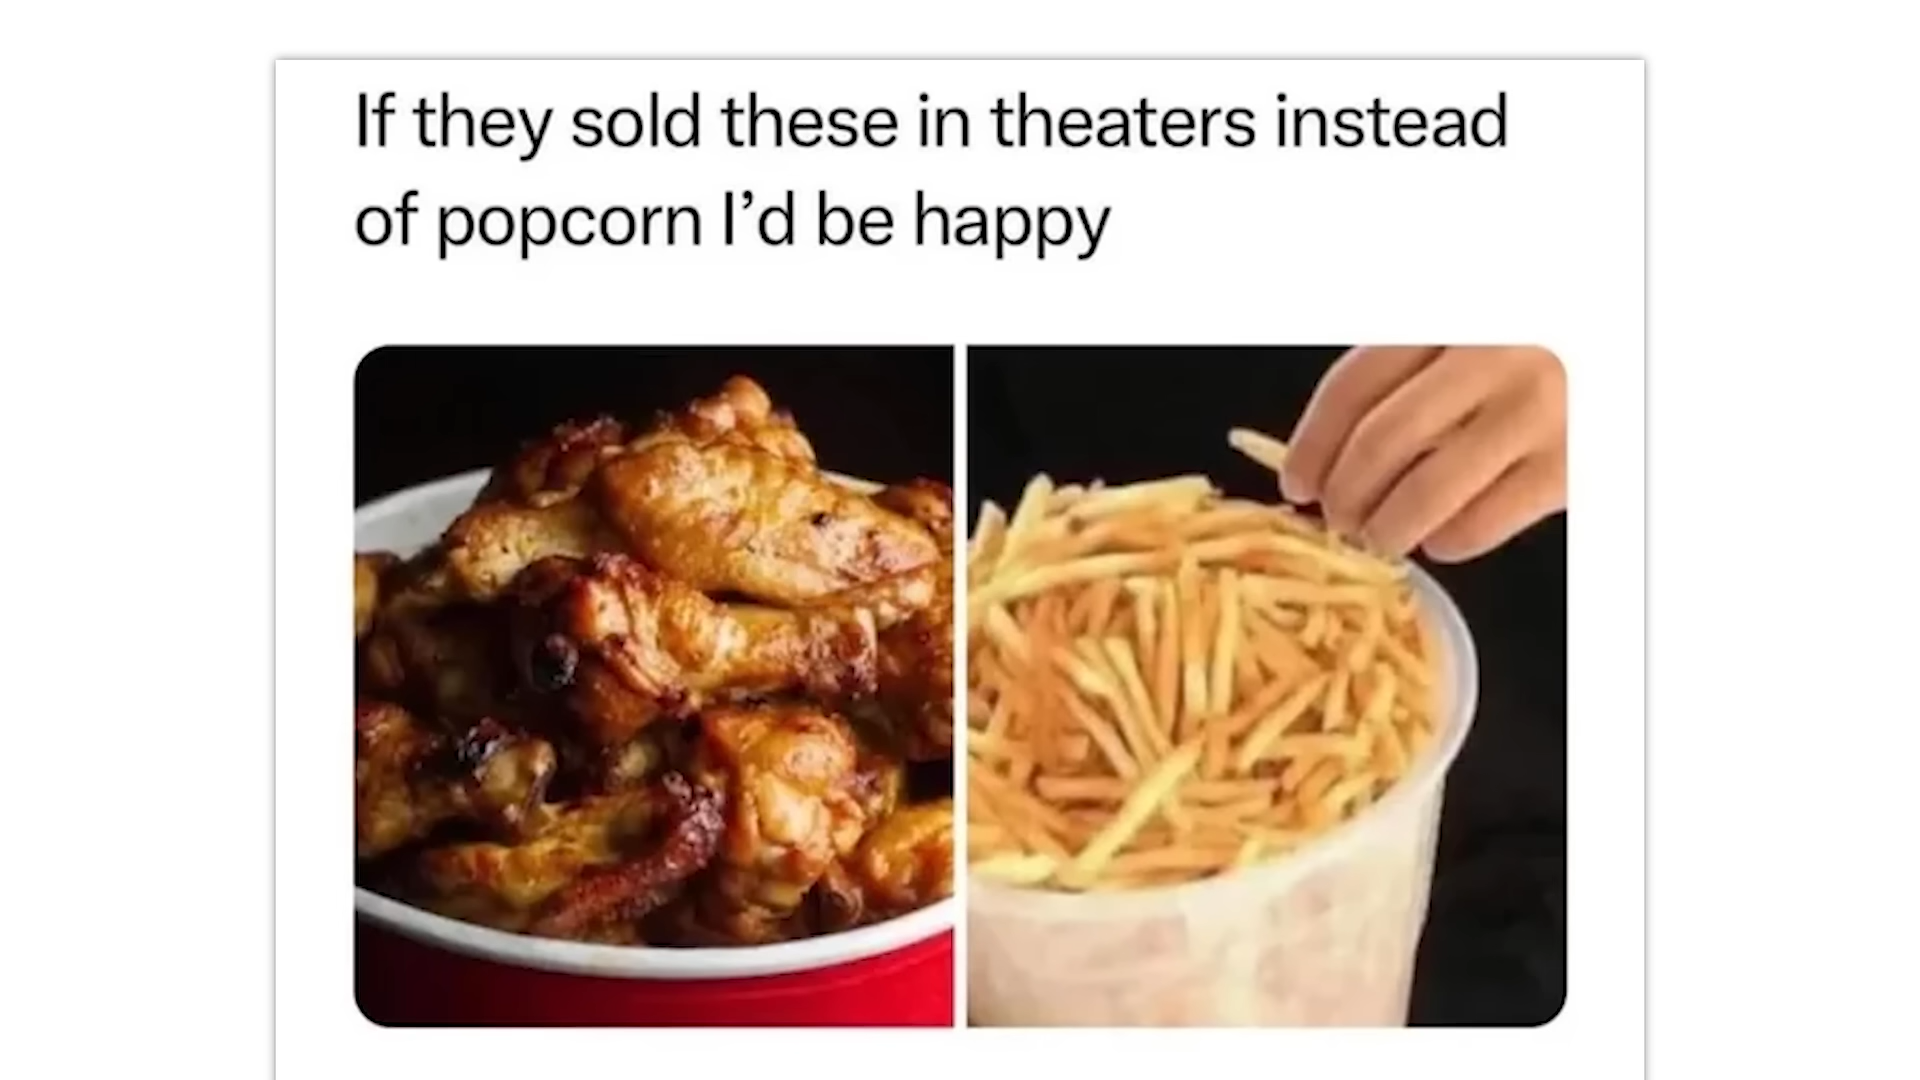 If they sold these in theaters instead
of popcorn I’d be happy